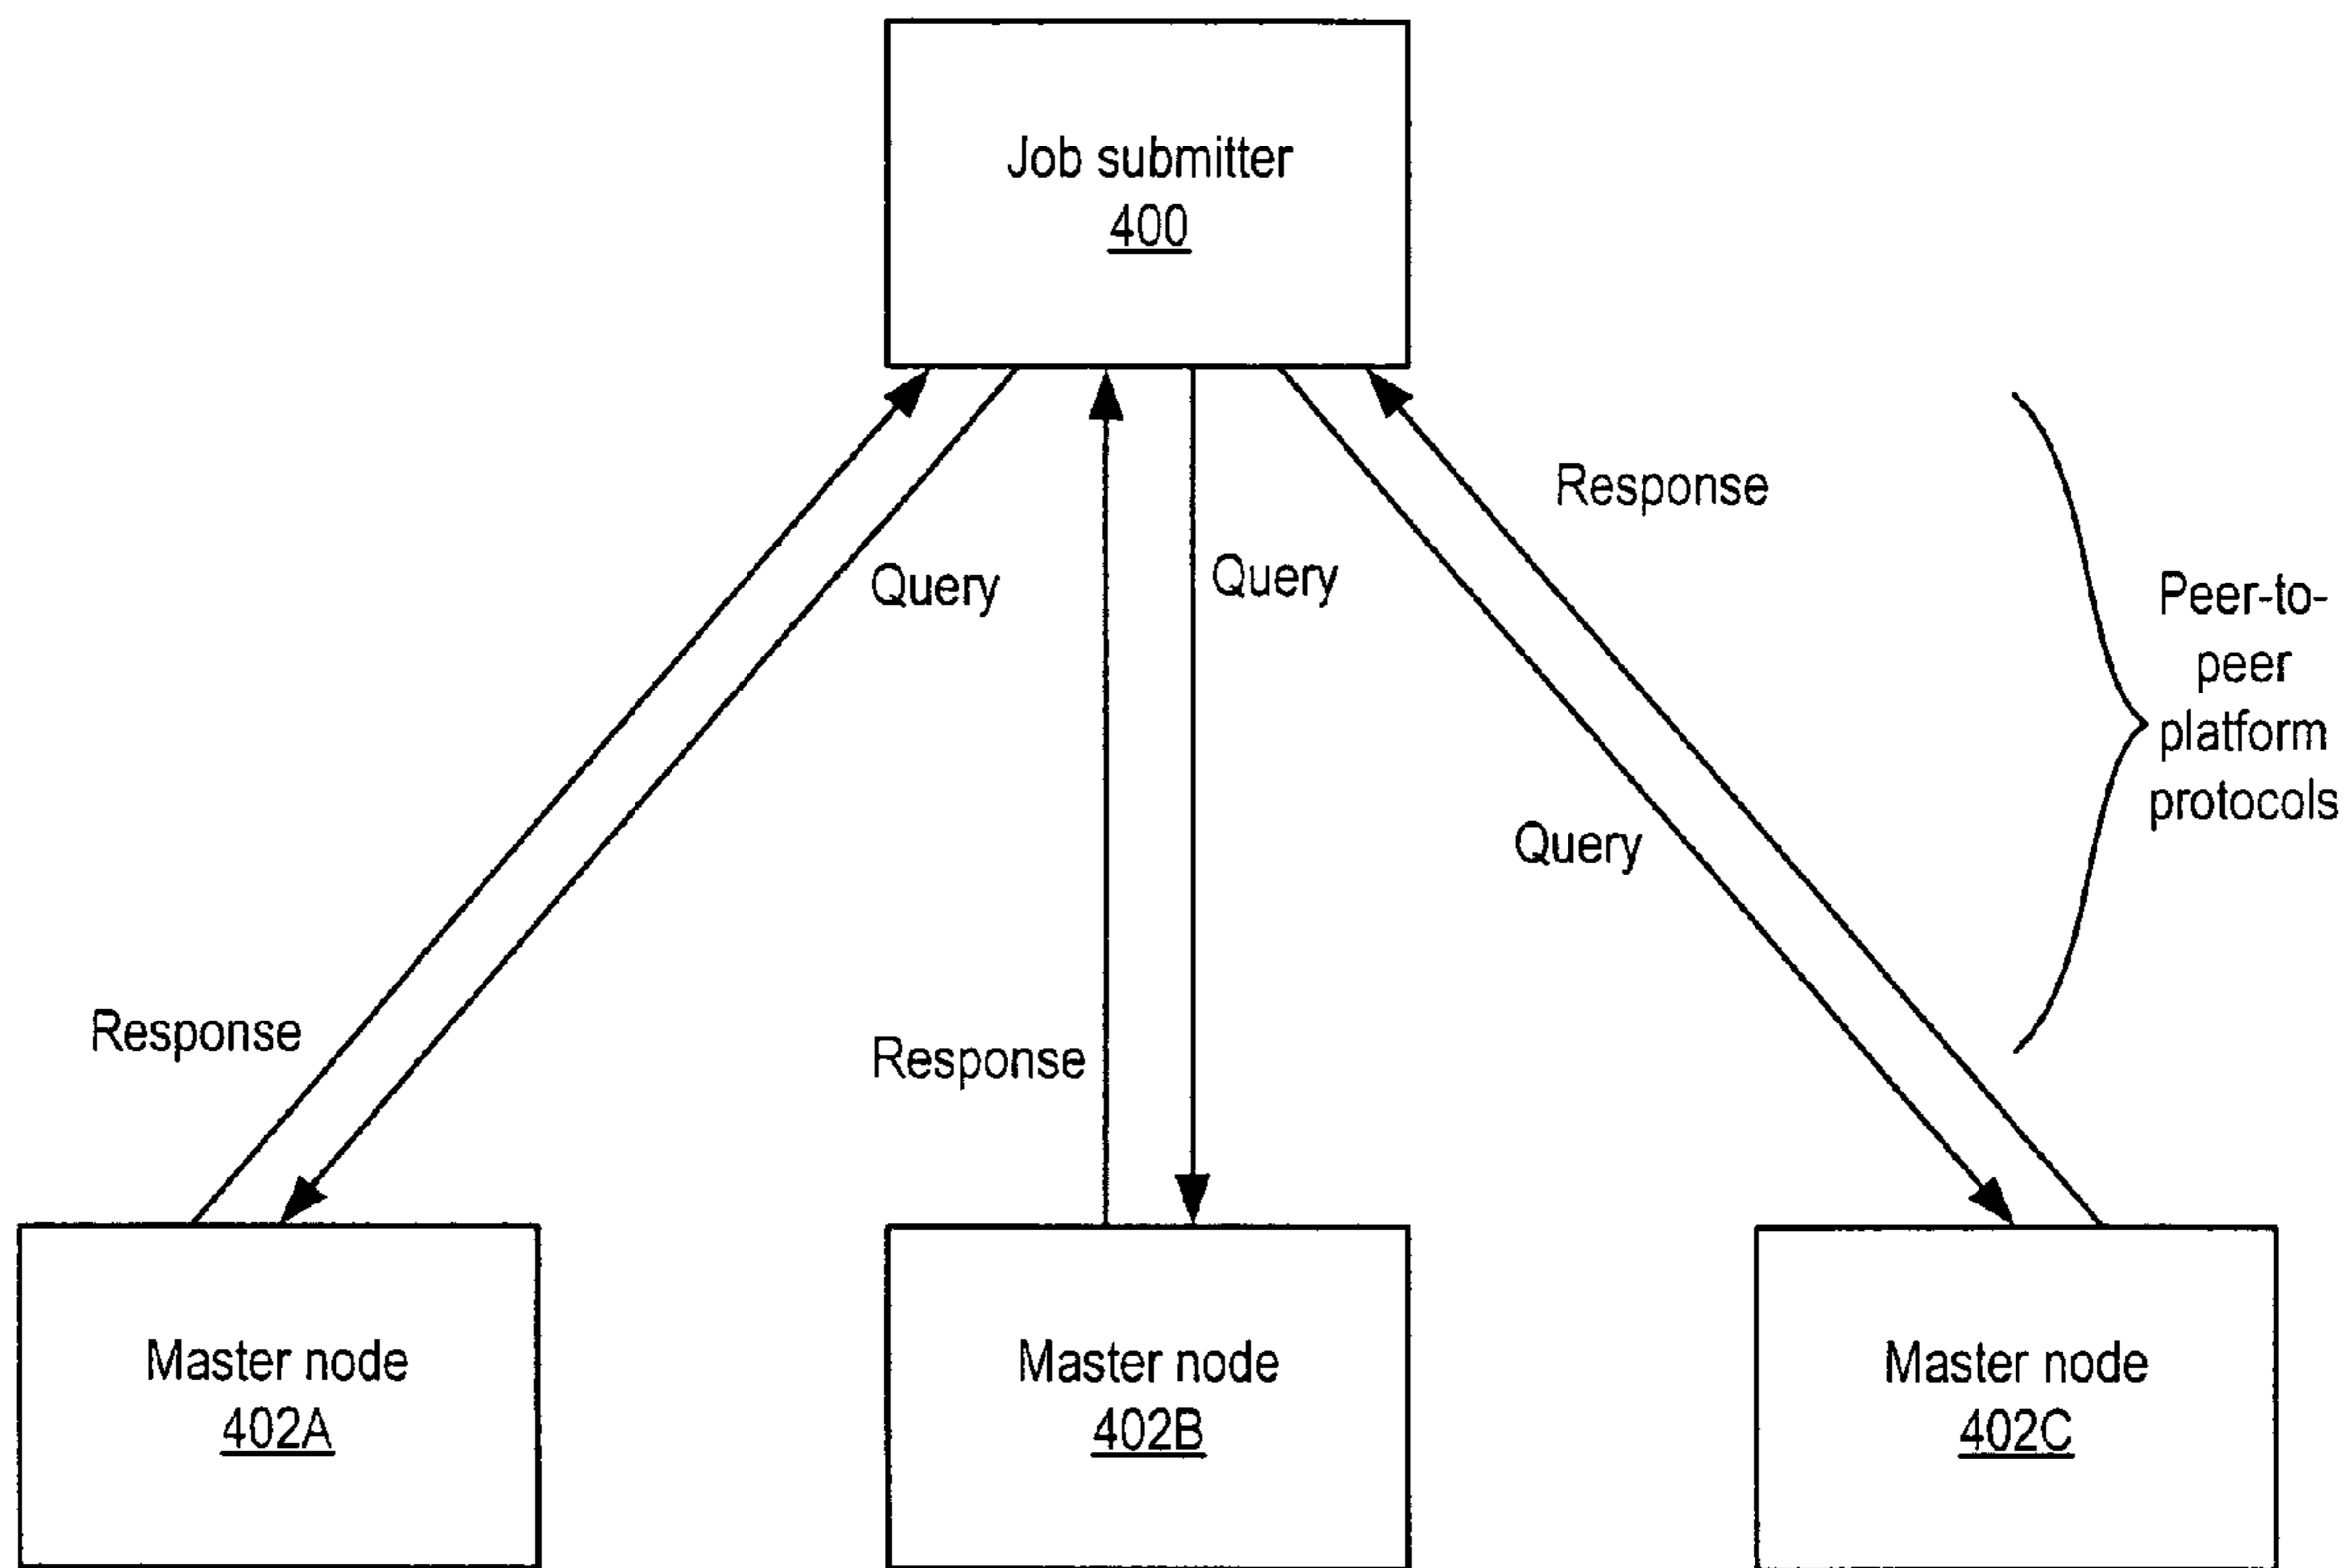 Job submitter
400
Response
Query
Query
Peer-to-
peer
platform
protocols
Query
Response
Response
Master node
402A
Master node
402B
Master node
402C